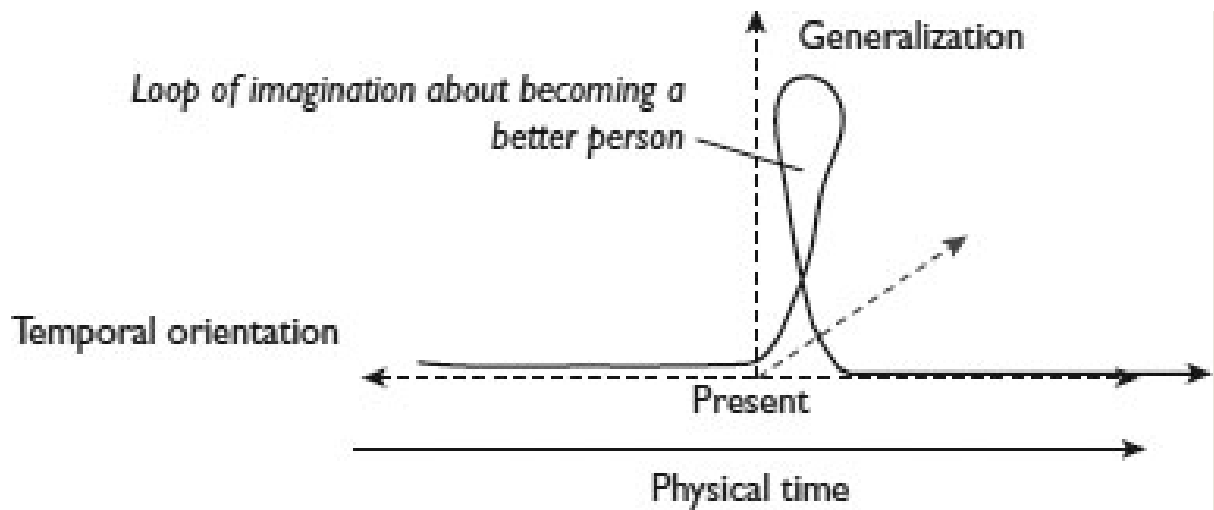 Generalization
Loop of imagination about becoming a
better person
Temporal orientation
Present
Physical time